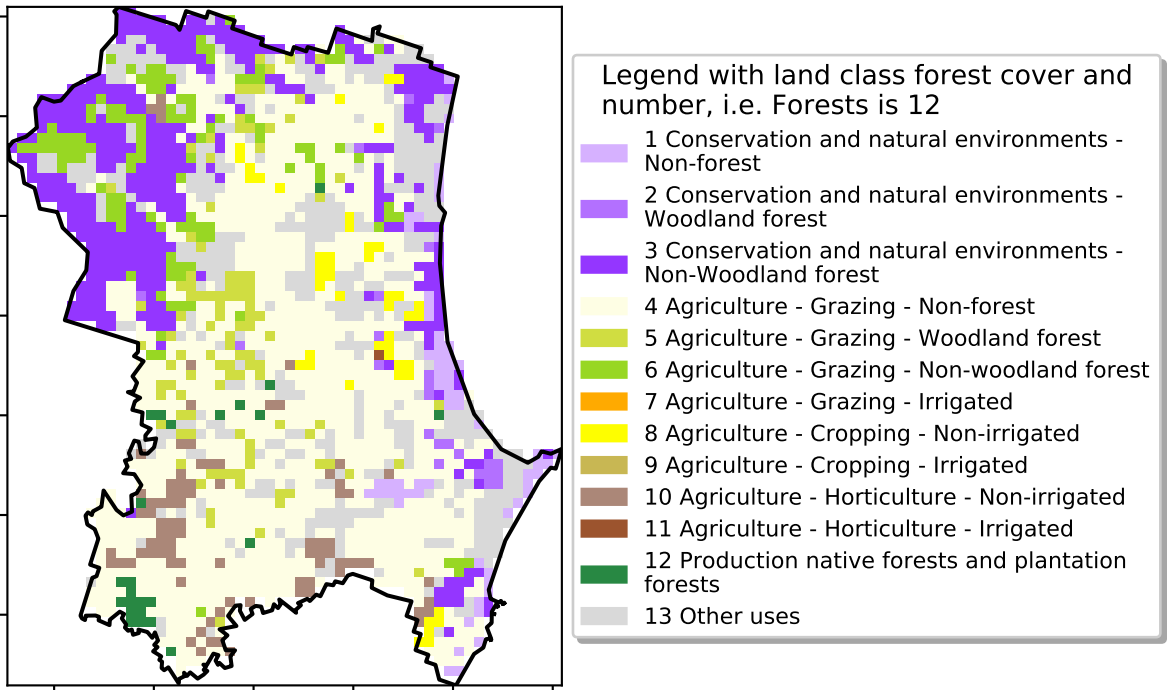 Legend with land class forest cover and
number, i.e. Forests is 12
1 Conservation and natural environments -
Non-forest
2 Conservation and natural environments -
Woodland forest
3 Conservation and natural environments -
Non-Woodland forest
4 Agriculture - Grazing - Non-forest
5 Agriculture - Grazing - Woodland forest
6 Agriculture - Grazing - Non-woodland forest
7 Agriculture - Grazing - Irrigated
8 Agriculture - Cropping - Non-irrigated
9 Agriculture - Cropping - Irrigated
10 Agriculture - Horticulture - Non-irrigated
11 Agriculture - Horticulture - Irrigated
12 Production native forests and plantation
forests
13 Other uses